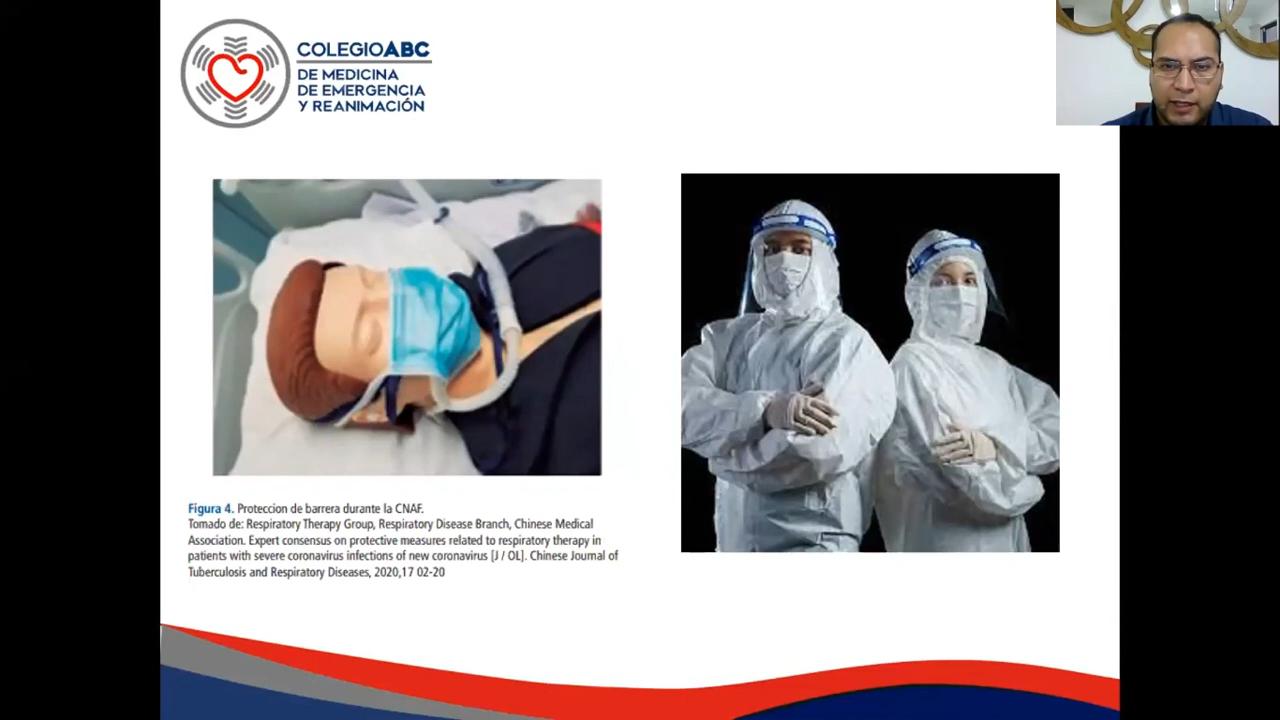 COLEGIOABC
DE MEDICINA
DE EMERGENCIA
Y REANIMACIÓN
Figura 4. Proteccion de barrera durante la CNAF.
Tomado de: Respiratory Therapy Group, Respiratory Disease Branch, Chinese Medical
Association. Expert consensus on protective measures related to respiratory therapy in
patients with severe coronavirus infections of new coronavirus [J / OL]. Chinese Journal of
Tuberculosis and Respiratory Diseases, 2020,17 02-20